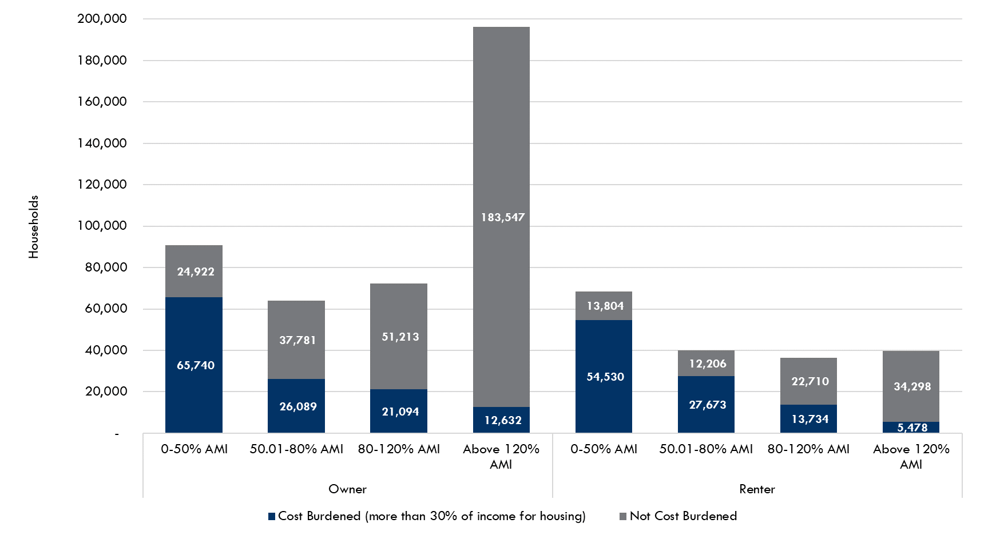 200,000
180,000
160,000
140,000
120,000
100,000
80,000
60,000
40,000
20,000
-
Households
183,547
24,922
65,740
37,781
26,089
51,213
21,094
12,632
13,804
54,530
12,206
27,673
22,710
13,734
34,298
5,478
0-50% AMI
50.01-80% AMI
80-120% AMI
Above 120%
AMI
0-50% AMI
50.01-80% AMI
80-120% AMI
Above 120%
AMI
Owner
Renter
Cost Burdened (more than 30% of income for housing)
Not Cost Burdened